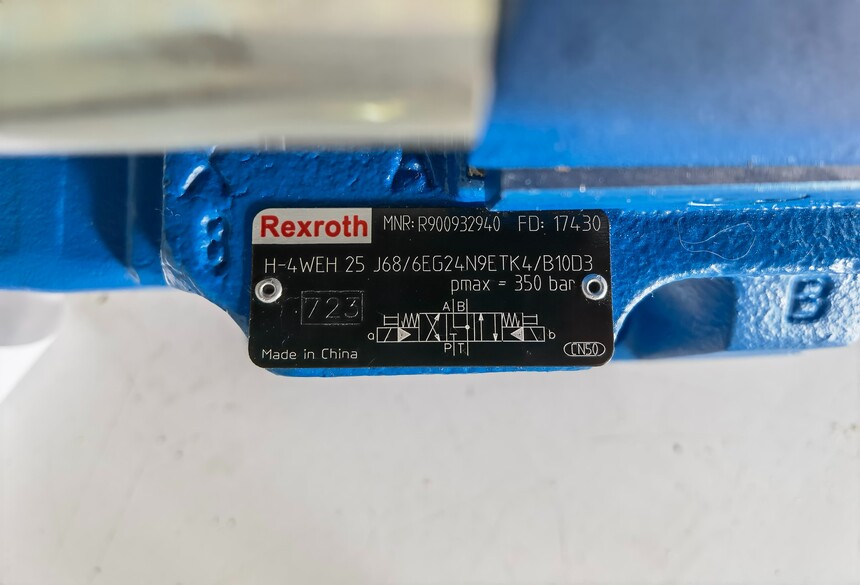 Rexroth MNR: R900932940 FD: 17430
H-4WEH 25 J68/6EG24N9ETK4/B10D3
pmax = 350 bar
723
A B
a b
T
P T
Made in China CN50
B